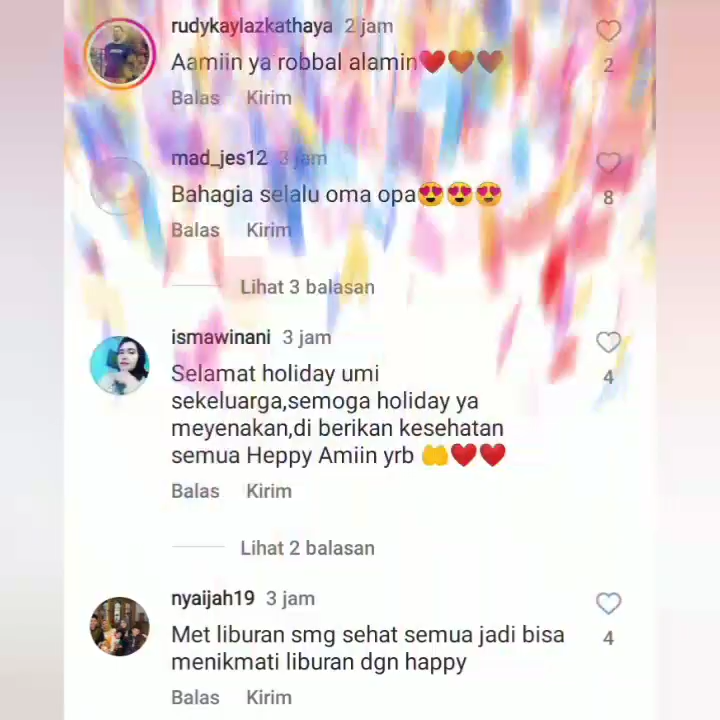 rudykaylazkathaya 2 jam
Aamiin ya robbal alamin❤️🧡❤️
2
Balas Kirim
mad_jes12 3 jam
Bahagia selalu oma opa😍😍😍
8
Balas Kirim
Lihat 3 balasan
ismawinani 3 jam
Selamat holiday umi
4
sekeluarga,semoga holiday ya
meyenakan,di berikan kesehatan
semua Heppy Amiin yrb 🤲❤️❤️
Balas Kirim
Lihat 2 balasan
nyaijah19 3 jam
Met liburan smg sehat semua jadi bisa
4
menikmati liburan dgn happy
Balas Kirim